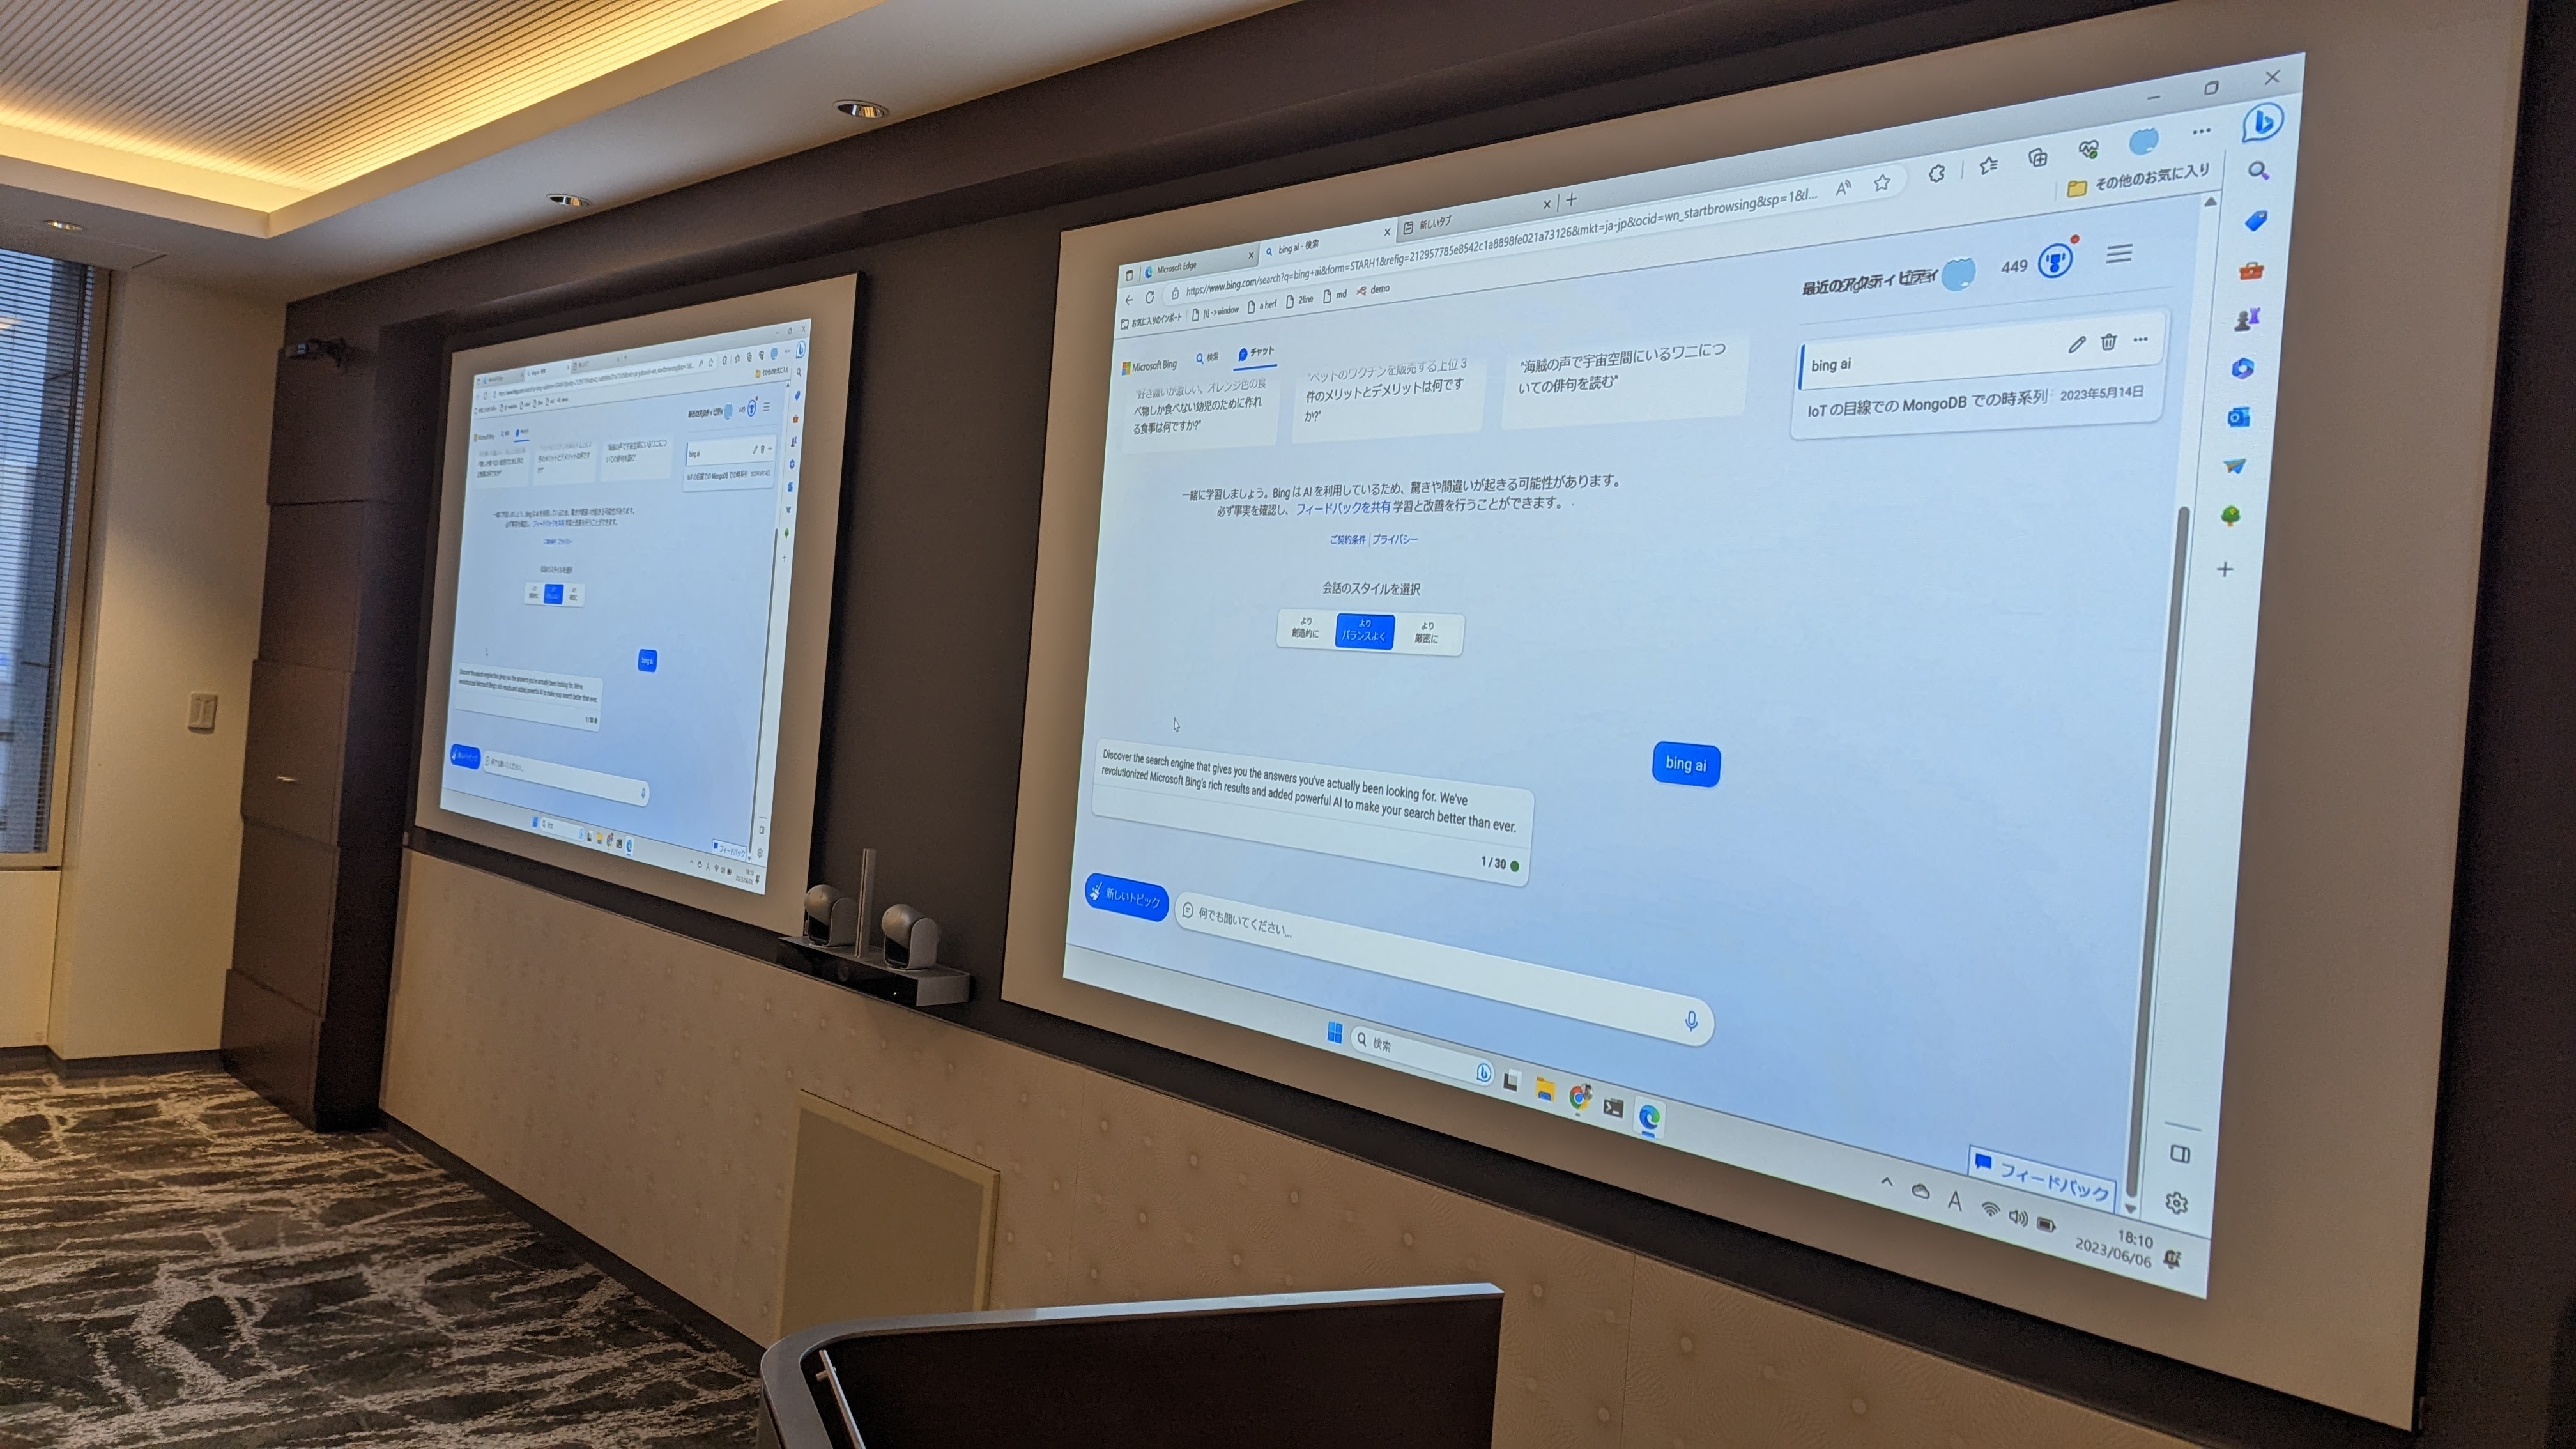 Microsoft Edge
bing ai - 検索
新しいタブ
https://www.bing.com/search?q=bing+ai&form=STARH1&refig=212957785e8542c1a8898fe021a73126&mkt=ja-jp&ocid=wn_startbrowsing&sp=1&l...
お気に入りのインポート
[t] ->window
a herf
2line
md
demo
その他のお気に入り
Microsoft Bing
検索
チャット
最近のアクティビティ
449
"好き嫌いが激しい、オレンジ色の食
べ物しか食べない幼児のために作れ
る食事は何ですか?"
"ペットのワクチンを販売する上位 3
件のメリットとデメリットは何です
か?"
"海賊の声で宇宙空間にいるワニにつ
いての俳句を読む"
bing ai
IoT の目線での MongoDB での時系列
2023年5月14日
一緒に学習しましょう。Bing は AI を利用しているため、驚きや間違いが起きる可能性があります。
必ず事実を確認し、 フィードバックを共有 学習と改善を行うことができます。
ご契約条件 | プライバシー
会話のスタイルを選択
より
創造的に
より
バランスよく
より
厳密に
bing ai
Discover the search engine that gives you the answers you've actually been looking for. We've
revolutionized Microsoft Bing's rich results and added powerful AI to make your search better than ever.
1 / 30
新しいトピック
何でも聞いてください...
検索
フィードバック
A
18:10
2023/06/06